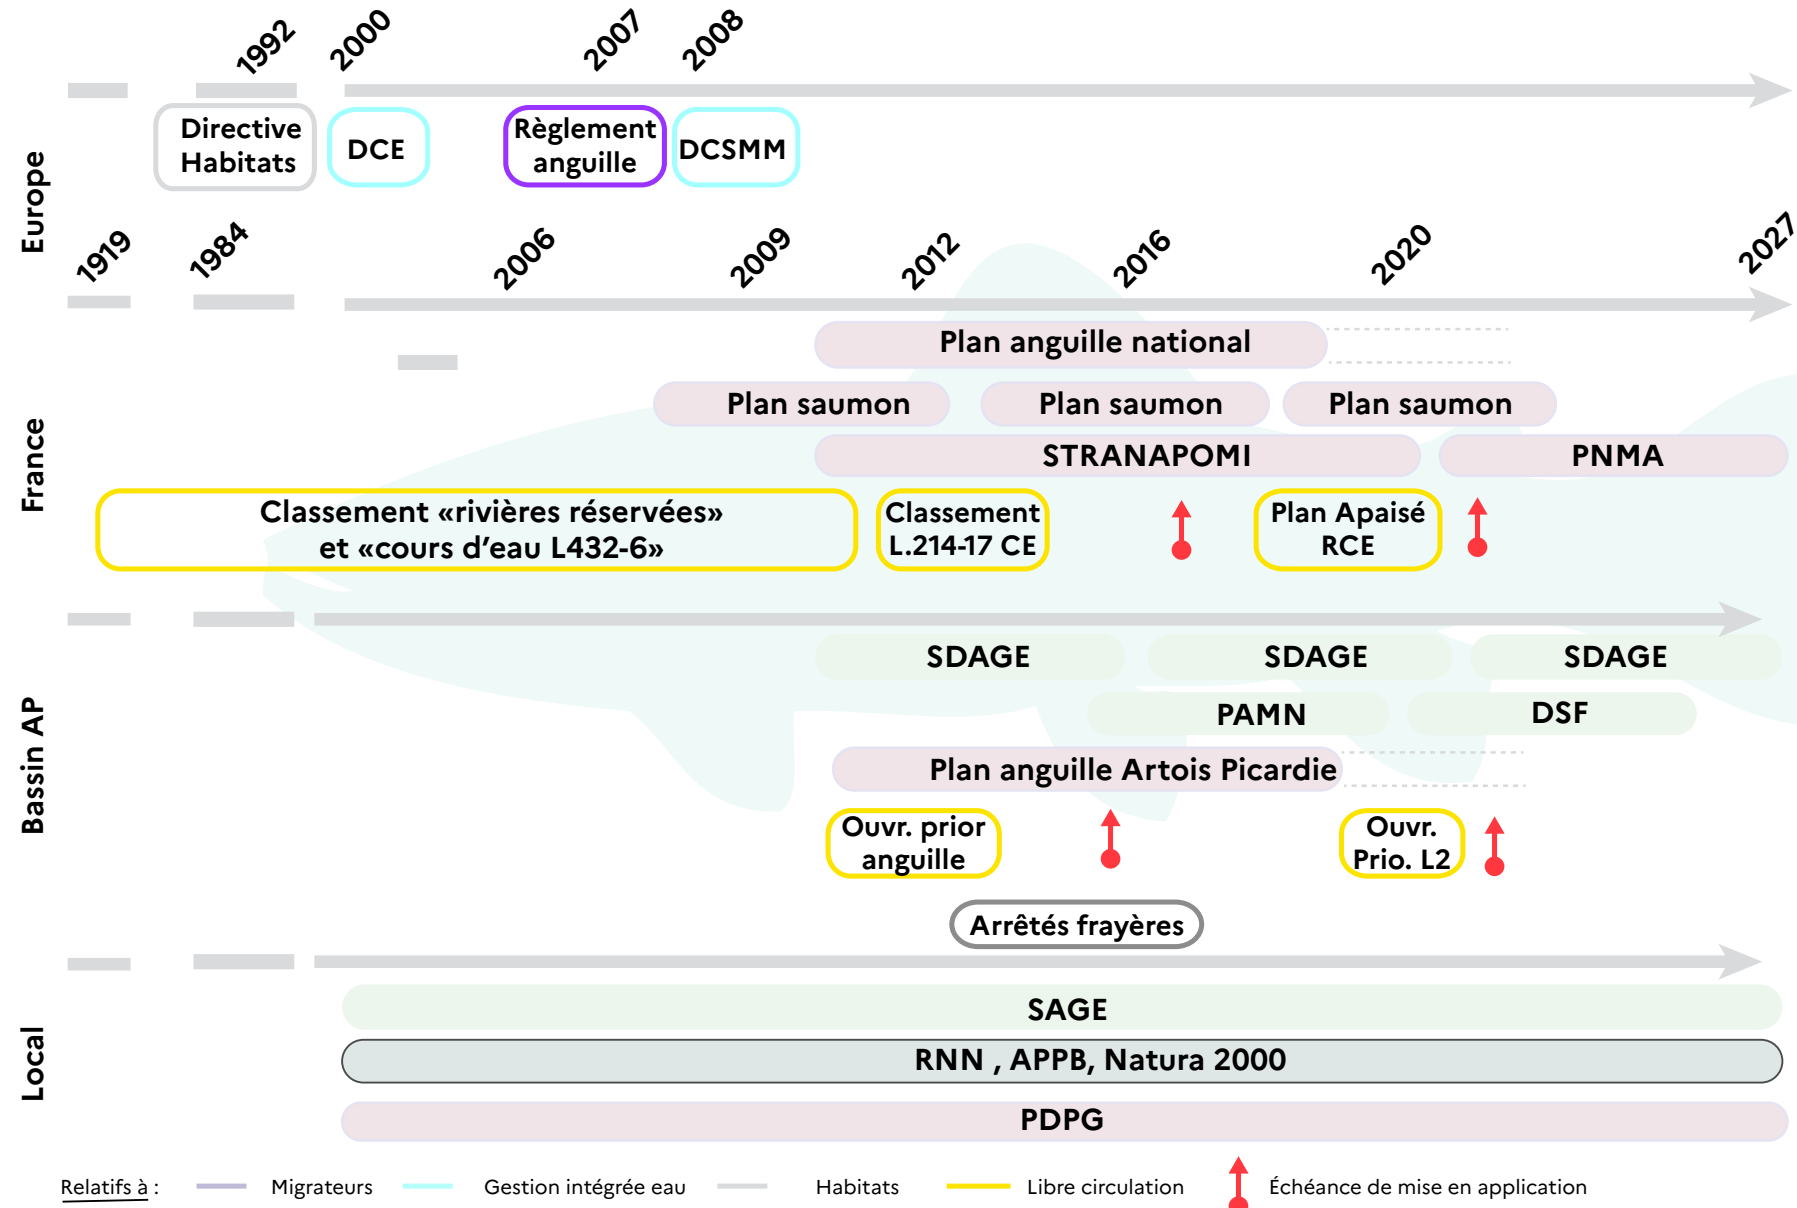 1992
2000
2007
2008
Europe
Directive
Habitats
DCE
Règlement
anguille
DCSMM
1919
1984
2006
2009
2012
2016
2020
2027
France
Plan anguille national
Plan saumon
Plan saumon
Plan saumon
STRANAPOMI
PNMA
Classement «rivières réservées»
et «cours d'eau L432-6»
Classement
L.214-17 CE
Plan Apaisé
RCE
Bassin AP
SDAGE
SDAGE
SDAGE
PAMN
DSF
Plan anguille Artois Picardie
Ouvr. prior
anguille
Ouvr.
Prio. L2
Arrêtés frayères
Local
SAGE
RNN , APPB, Natura 2000
PDPG
Relatifs à :
Migrateurs
Gestion intégrée eau
Habitats
Libre circulation
Échéance de mise en application